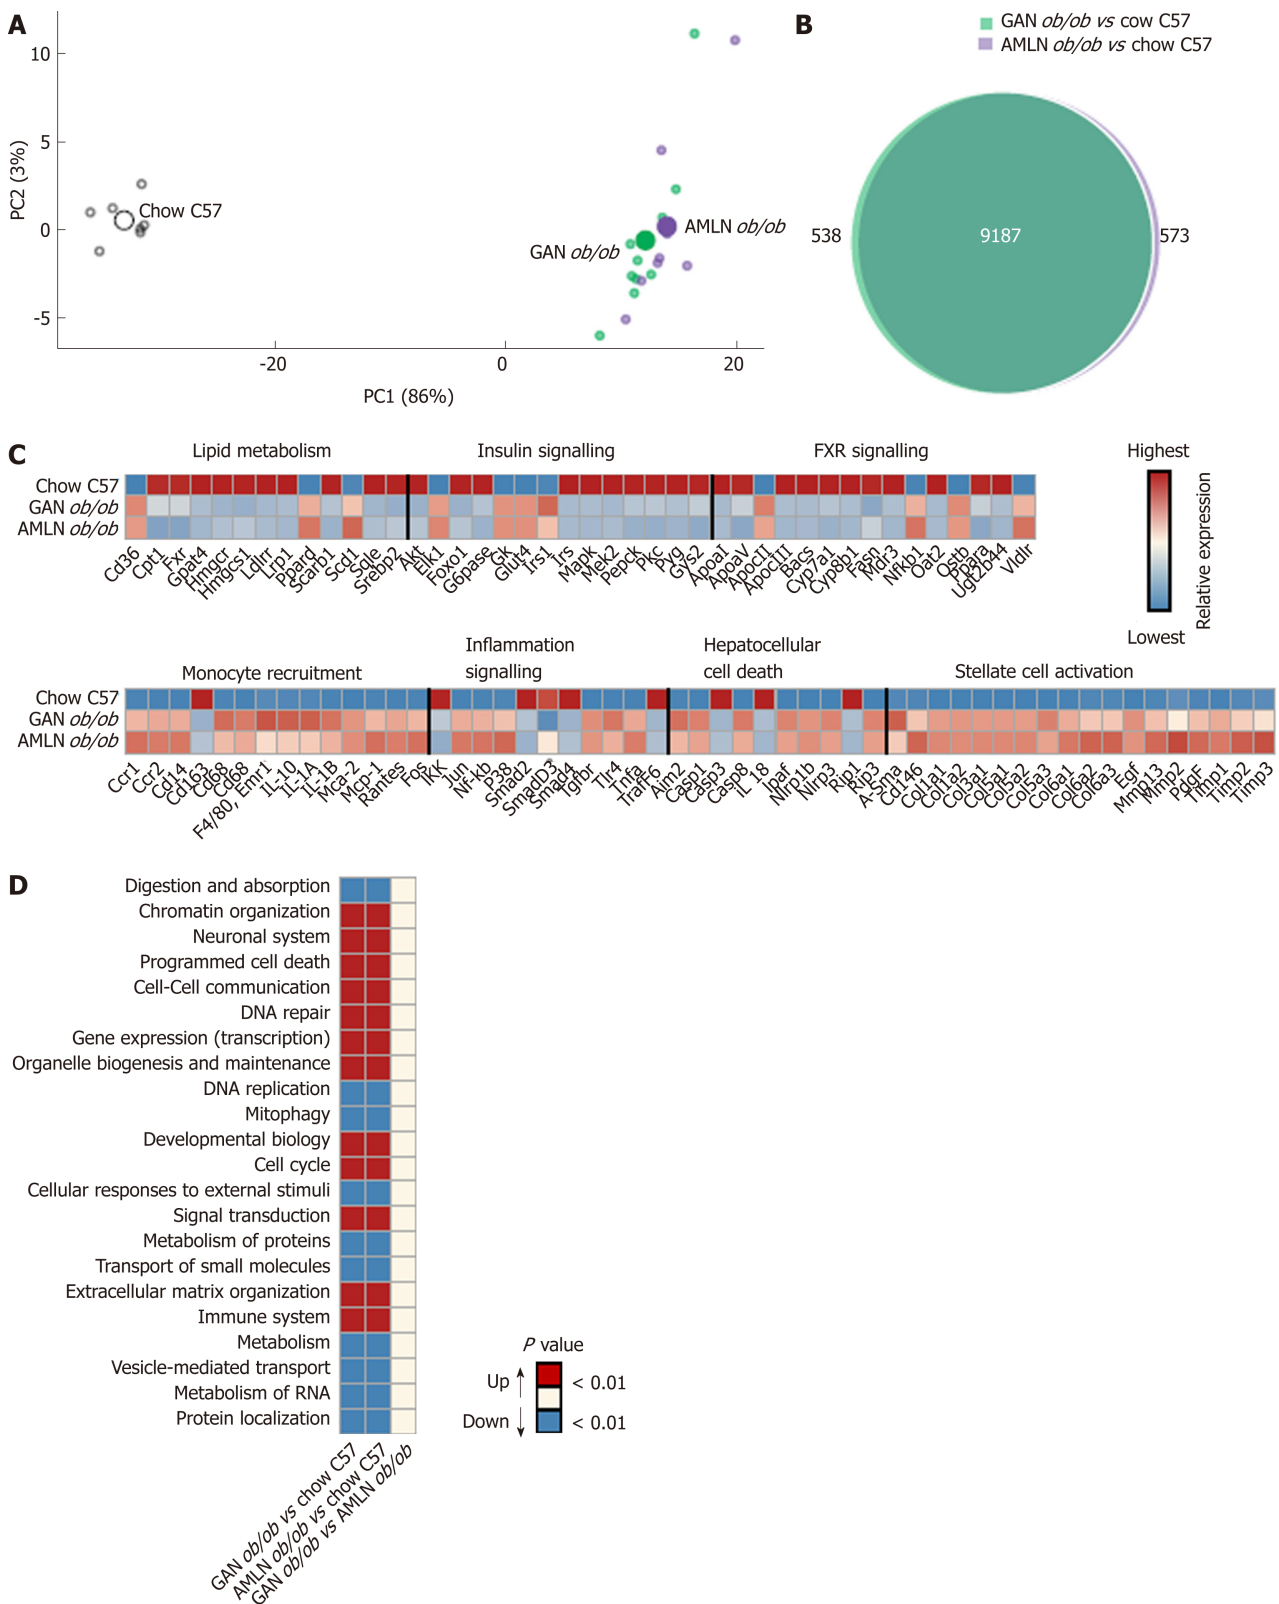 A
10
5
0
-5
PC2 (3%)
Chow C57
GAN ob/ob
AMLN ob/ob
-20
0
20
PC1 (86%)
B
GAN ob/ob vs cow C57
AMLN ob/ob vs chow C57
538
9187
573
C
Lipid metabolism
Insulin signalling
FXR signalling
Chow C57
GAN ob/ob
AMLN ob/ob
Cd36
Cpt1
Fxr
Gpat4
Hmgcr
Hmgcs1
Ldlrr
Lrp1
Ppard
Scarb1
Scd1
Sqle
Srebp2
Akt
Elk1
Foxo1
G6pase
Gk
Glut4
Irs1
Irs
Mapk
Mek2
Pepck
Pkc
Pyg
Gys2
ApoaI
ApoaV
ApocII
ApocIII
Bacs
Cyp7a1
Cyp8b1
Fasn
Mdr3
Nfkb1
Oat2
Ostb
Ppara
Ugt2b44
Vldlr
Highest
Relative expression
Lowest
Monocyte recruitment
Inflammation
signalling
Hepatocellular
cell death
Stellate cell activation
Chow C57
GAN ob/ob
AMLN ob/ob
Ccr1
Ccr2
Cd14
Cd163
Cd68
Cd68
F4/80, Emr1
IL-10
IL-1A
IL-1B
Mca-2
Mcp-1
Rantes
Fos
IKK
Jun
Nf-kb
P38
Smad2
SmadD3
Smad4
Tgfbr
Tlr4
Tnfa
Traf6
Aim2
Casp1
Casp3
Casp8
IL 18
Ipaf
Nlrp1b
Nlrp3
Rip1
Rip3
A-Sma
Cd146
Col1a1
Col1a2
Col3a1
Col5a1
Col5a2
Col5a3
Col6a1
Col6a2
Col6a3
Egf
Mmp13
Mmp2
PdgF
Timp1
Timp2
Timp3
D
Digestion and absorption
Chromatin organization
Neuronal system
Programmed cell death
Cell-Cell communication
DNA repair
Gene expression (transcription)
Organelle biogenesis and maintenance
DNA replication
Mitophagy
Developmental biology
Cell cycle
Cellular responses to external stimuli
Signal transduction
Metabolism of proteins
Transport of small molecules
Extracellular matrix organization
Immune system
Metabolism
Vesicle-mediated transport
Metabolism of RNA
Protein localization
GAN ob/ob vs chow C57
AMLN ob/ob vs chow C57
GAN ob/ob vs AMLN ob/ob
P value
Up
< 0.01
Down
< 0.01